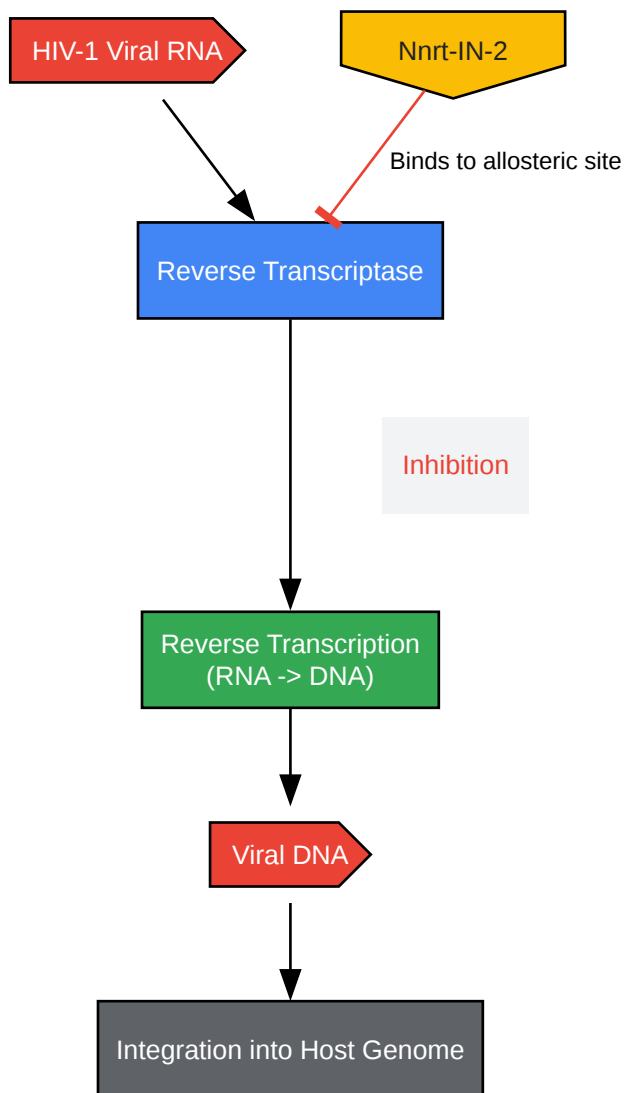 HIV-1 Viral RNA
Nnrt-IN-2
Binds to allosteric site
Reverse Transcriptase
Inhibition
Reverse Transcription
(RNA -> DNA)
Viral DNA
Integration into Host Genome